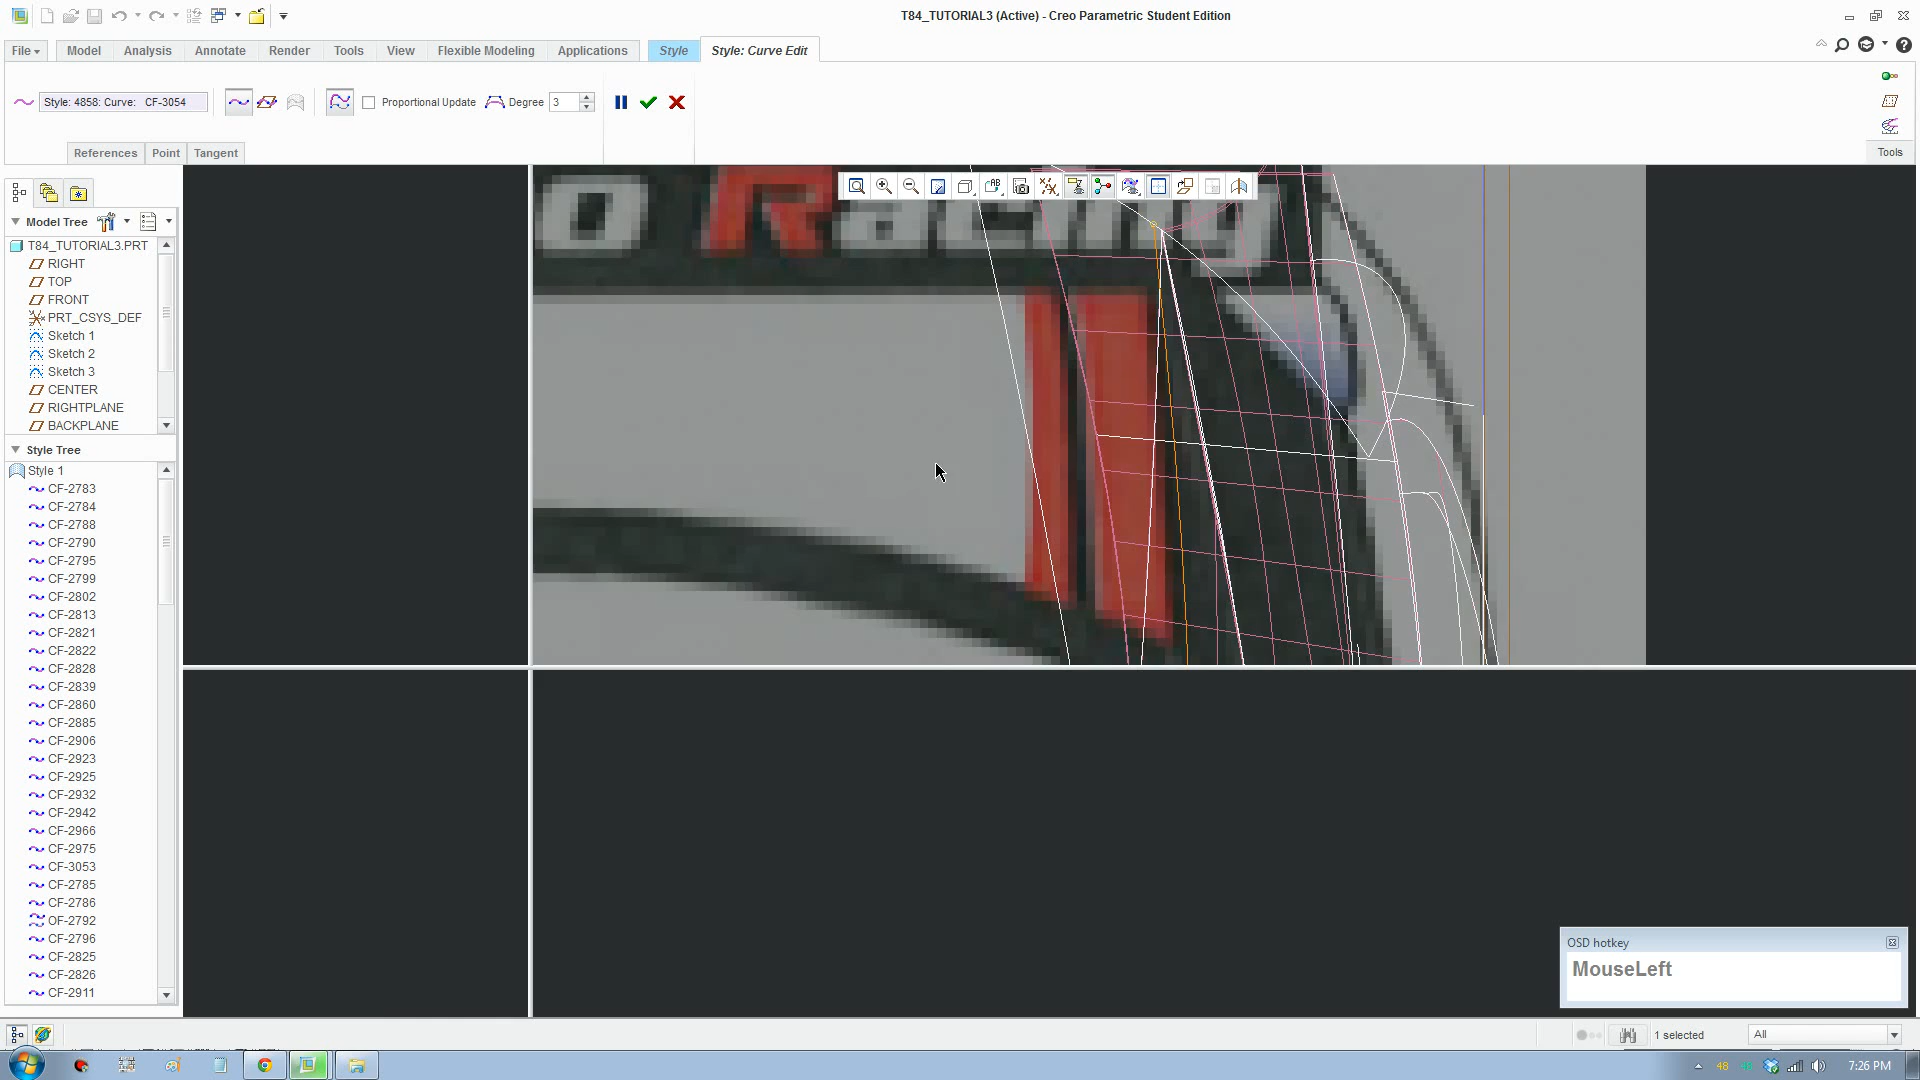 T84_TUTORIAL3 (Active) - Creo Parametric Student Edition
File
Model
Analysis
Annotate
Render
Tools
View
Flexible Modeling
Applications
Style
Style: Curve Edit
Style: 4858: Curve: CF-3054
Proportional Update
Degree
3
References
Point
Tangent
Tools
Model Tree
T84_TUTORIAL3.PRT
RIGHT
TOP
FRONT
PRT_CSYS_DEF
Sketch 1
Sketch 2
Sketch 3
CENTER
RIGHTPLANE
BACKPLANE
Style Tree
Style 1
CF-2783
CF-2784
CF-2788
CF-2790
CF-2795
CF-2799
CF-2802
CF-2813
CF-2821
CF-2822
CF-2828
CF-2839
CF-2860
CF-2885
CF-2906
CF-2923
CF-2925
CF-2932
CF-2942
CF-2966
CF-2975
CF-3053
CF-2785
CF-2786
OF-2792
CF-2796
CF-2825
CF-2826
CF-2911
o Racing
OSD hotkey
MouseLeft
1 selected
All
48
7:26 PM